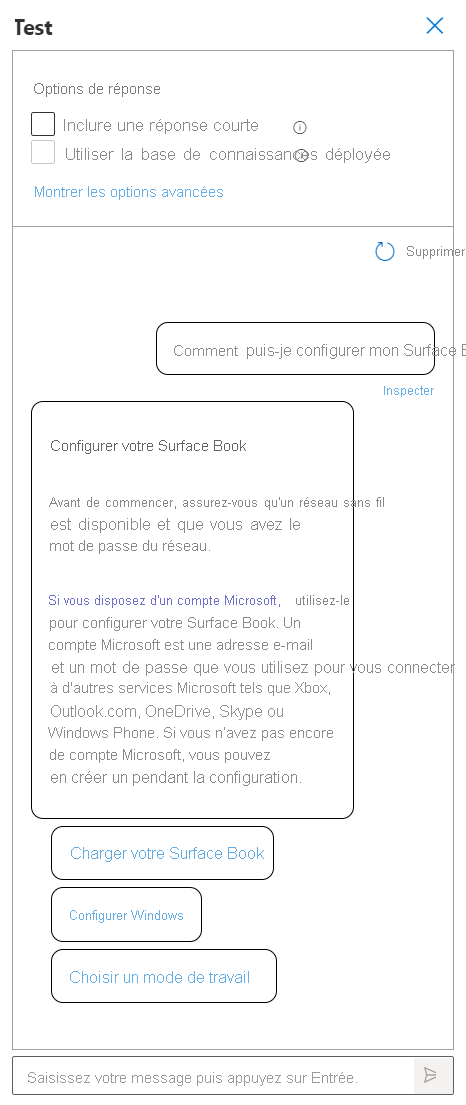 Test
Options de réponse
Inclure une réponse courte
Utiliser la base de connaissances déployée
Montrer les options avancées
Supprimer
Comment puis-je configurer mon Surface B
Inspecter
Configurer votre Surface Book
Avant de commencer, assurez-vous qu'un réseau sans fil
est disponible et que vous avez le
mot de passe du réseau.
Si vous disposez d'un compte Microsoft, utilisez-le
pour configurer votre Surface Book. Un
compte Microsoft est une adresse e-mail
et un mot de passe que vous utilisez pour vous connecter
à d'autres services Microsoft tels que Xbox,
Outlook.com, OneDrive, Skype ou
Windows Phone. Si vous n'avez pas encore
de compte Microsoft, vous pouvez
en créer un pendant la configuration.
Charger votre Surface Book
Configurer Windows
Choisir un mode de travail
Saisissez votre message puis appuyez sur Entrée.